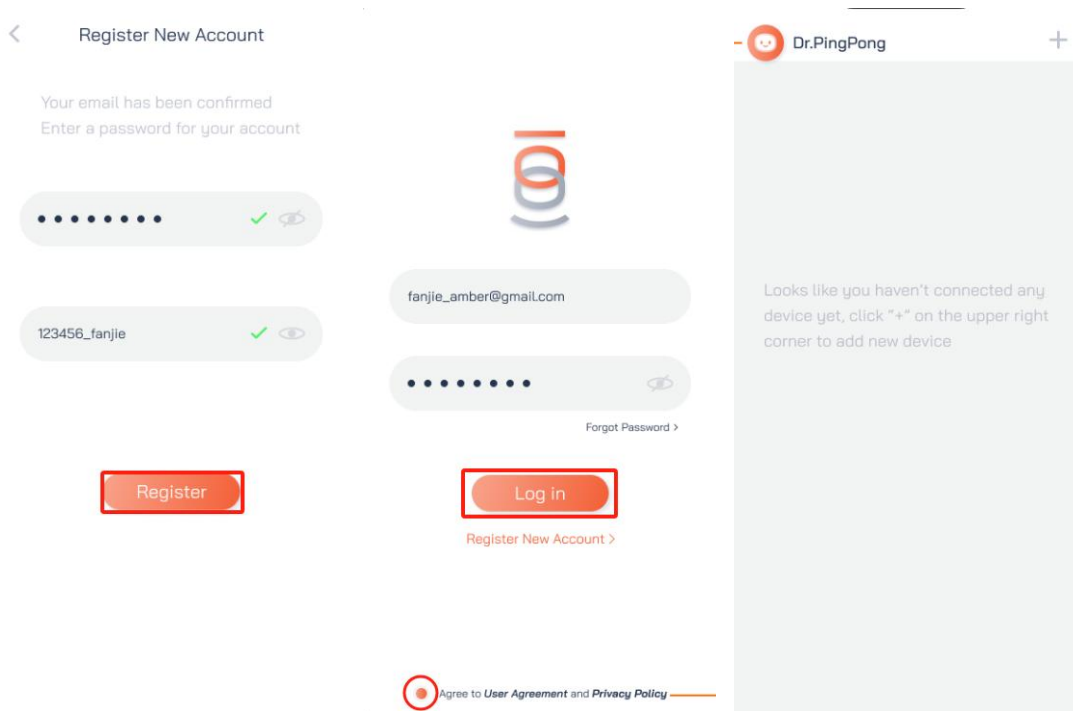 Register New Account
Your email has been confirmed
Enter a password for your account
123456_fanjie
Register
fanjie_amber@gmail.com
Forgot Password >
Log in
Register New Account >
Agree to User Agreement and Privacy Policy
Dr.PingPong
Looks like you haven't connected any
device yet, click "+" on the upper right
corner to add new device